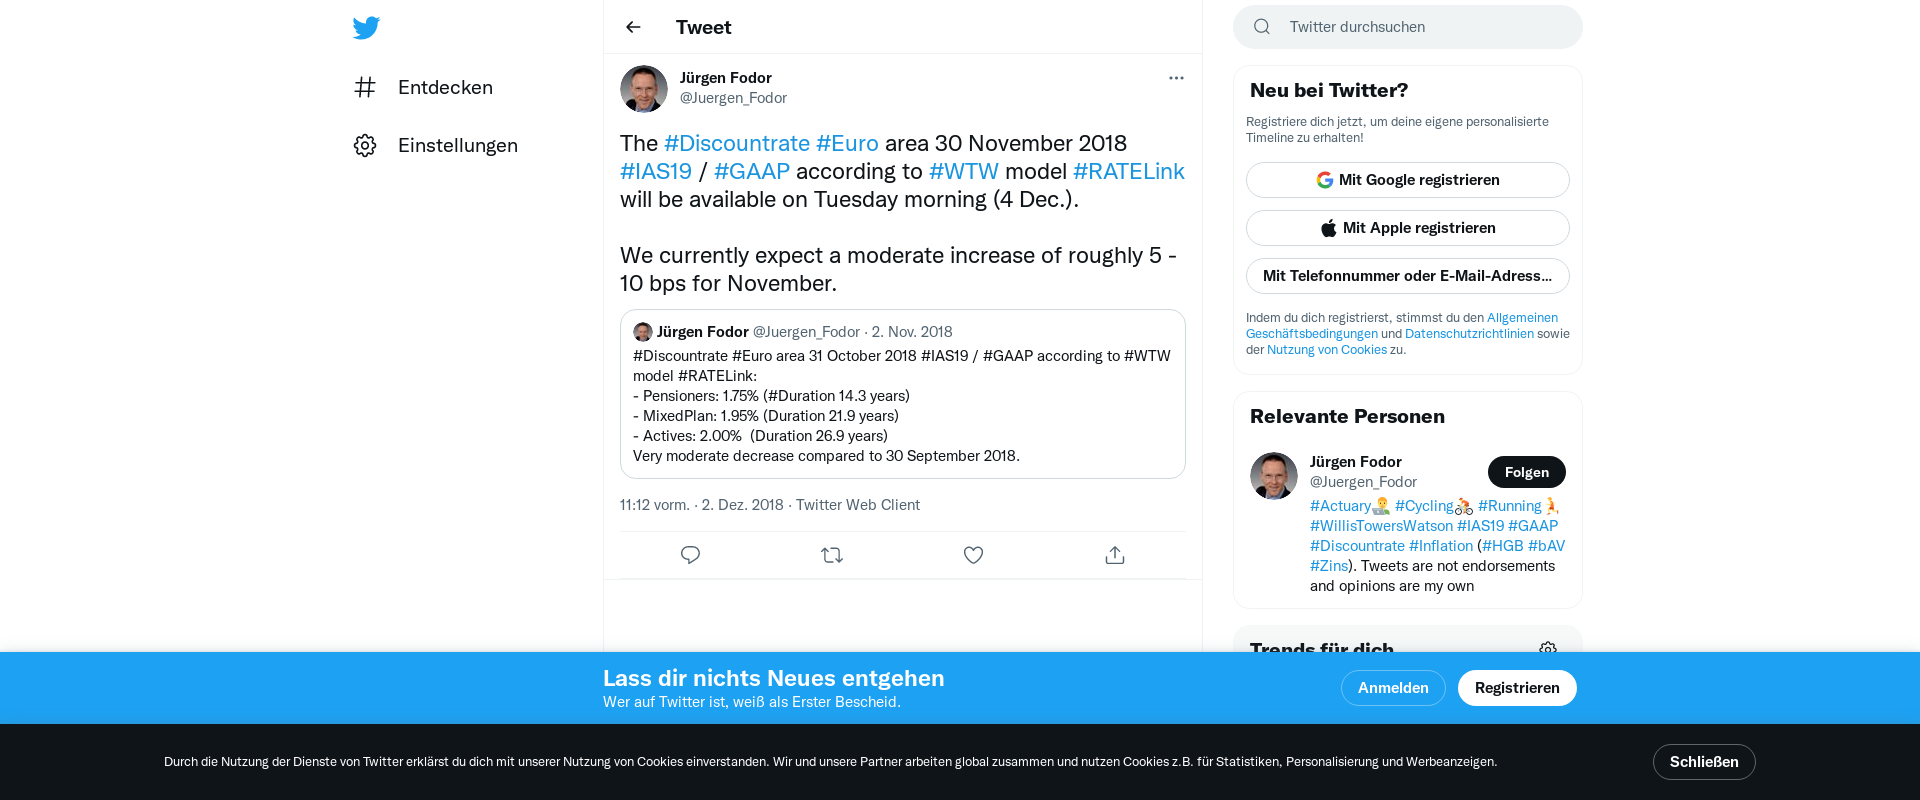 Entdecken
Einstellungen
Tweet
Jürgen Fodor
@Juergen_Fodor
The #Discountrate #Euro area 30 November 2018
#IAS19 / #GAAP according to #WTW model #RATELink
will be available on Tuesday morning (4 Dec.).
We currently expect a moderate increase of roughly 5 -
10 bps for November.
Jürgen Fodor @Juergen_Fodor · 2. Nov. 2018
#Discountrate #Euro area 31 October 2018 #IAS19 / #GAAP according to #WTW
model #RATELink:
- Pensioners: 1.75% (#Duration 14.3 years)
- MixedPlan: 1.95% (Duration 21.9 years)
- Actives: 2.00%  (Duration 26.9 years)
Very moderate decrease compared to 30 September 2018.
11:12 vorm. · 2. Dez. 2018 · Twitter Web Client
Twitter durchsuchen
Neu bei Twitter?
Registriere dich jetzt, um deine eigene personalisierte
Timeline zu erhalten!
Mit Google registrieren
Mit Apple registrieren
Mit Telefonnummer oder E-Mail-Adress…
Indem du dich registrierst, stimmst du den Allgemeinen
Geschäftsbedingungen und Datenschutzrichtlinien sowie
der Nutzung von Cookies zu.
Relevante Personen
Jürgen Fodor
@Juergen_Fodor
Folgen
#Actuary #Cycling #Running
#WillisTowersWatson #IAS19 #GAAP
#Discountrate #Inflation (#HGB #bAV
#Zins). Tweets are not endorsements
and opinions are my own
Trends für dich
Lass dir nichts Neues entgehen
Wer auf Twitter ist, weiß als Erster Bescheid.
Anmelden
Registrieren
Durch die Nutzung der Dienste von Twitter erklärst du dich mit unserer Nutzung von Cookies einverstanden. Wir und unsere Partner arbeiten global zusammen und nutzen Cookies z.B. für Statistiken, Personalisierung und Werbeanzeigen.
Schließen